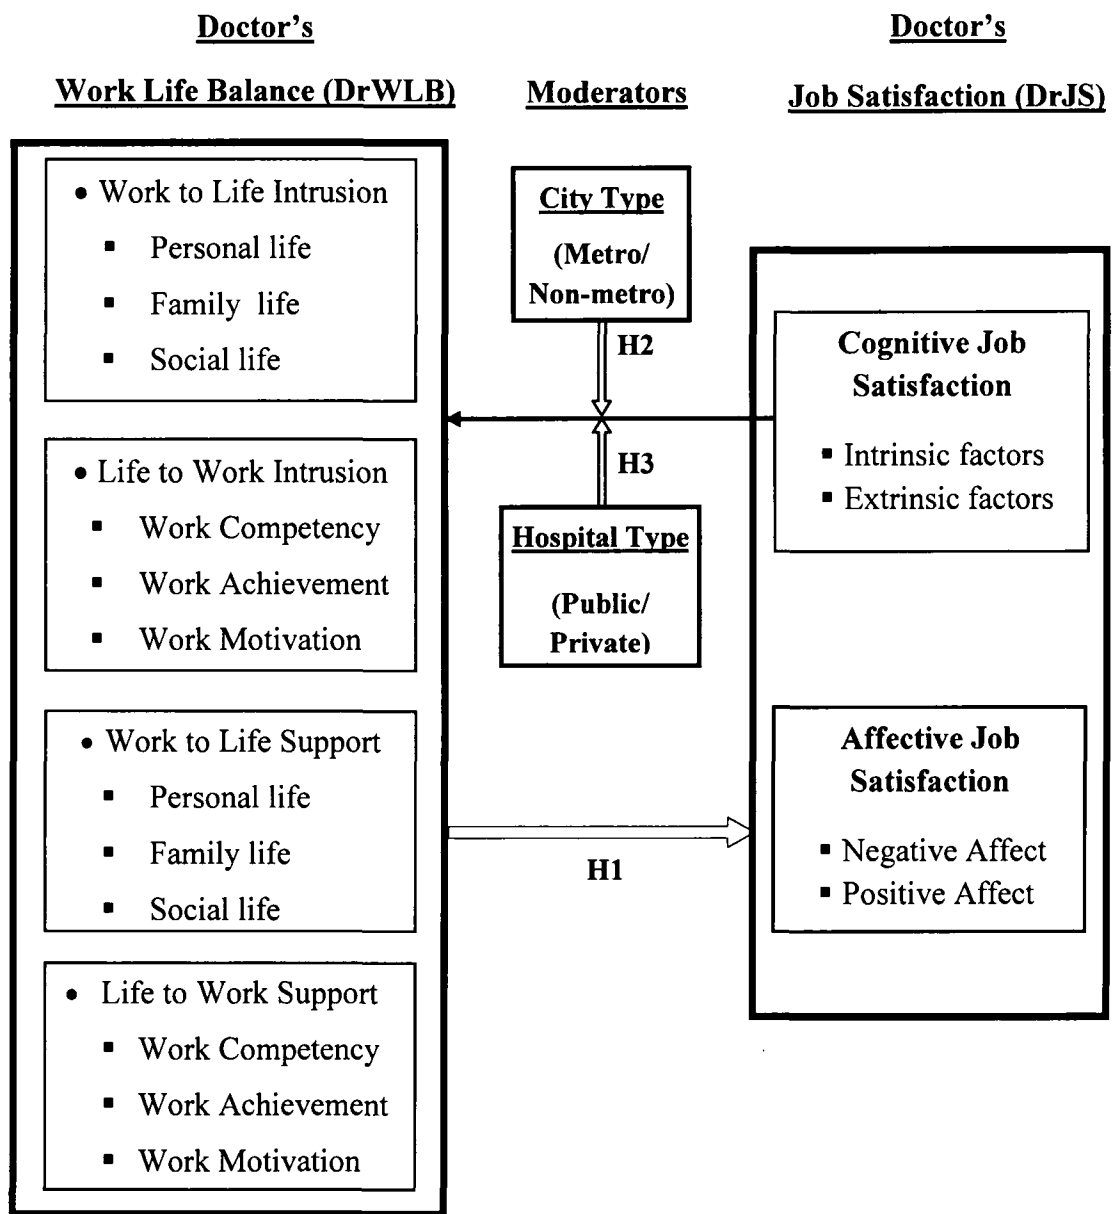 Doctor's
Work Life Balance (DrWLB)
Moderators
Doctor's
Job Satisfaction (DrJS)
• Work to Life Intrusion
▪ Personal life
▪ Family life
▪ Social life
• Life to Work Intrusion
▪ Work Competency
▪ Work Achievement
▪ Work Motivation
• Work to Life Support
▪ Personal life
▪ Family life
▪ Social life
• Life to Work Support
▪ Work Competency
▪ Work Achievement
▪ Work Motivation
City Type
(Metro/
Non-metro)
H2
H3
Hospital Type
(Public/
Private)
H1
Cognitive Job
Satisfaction
▪ Intrinsic factors
▪ Extrinsic factors
Affective Job
Satisfaction
▪ Negative Affect
▪ Positive Affect